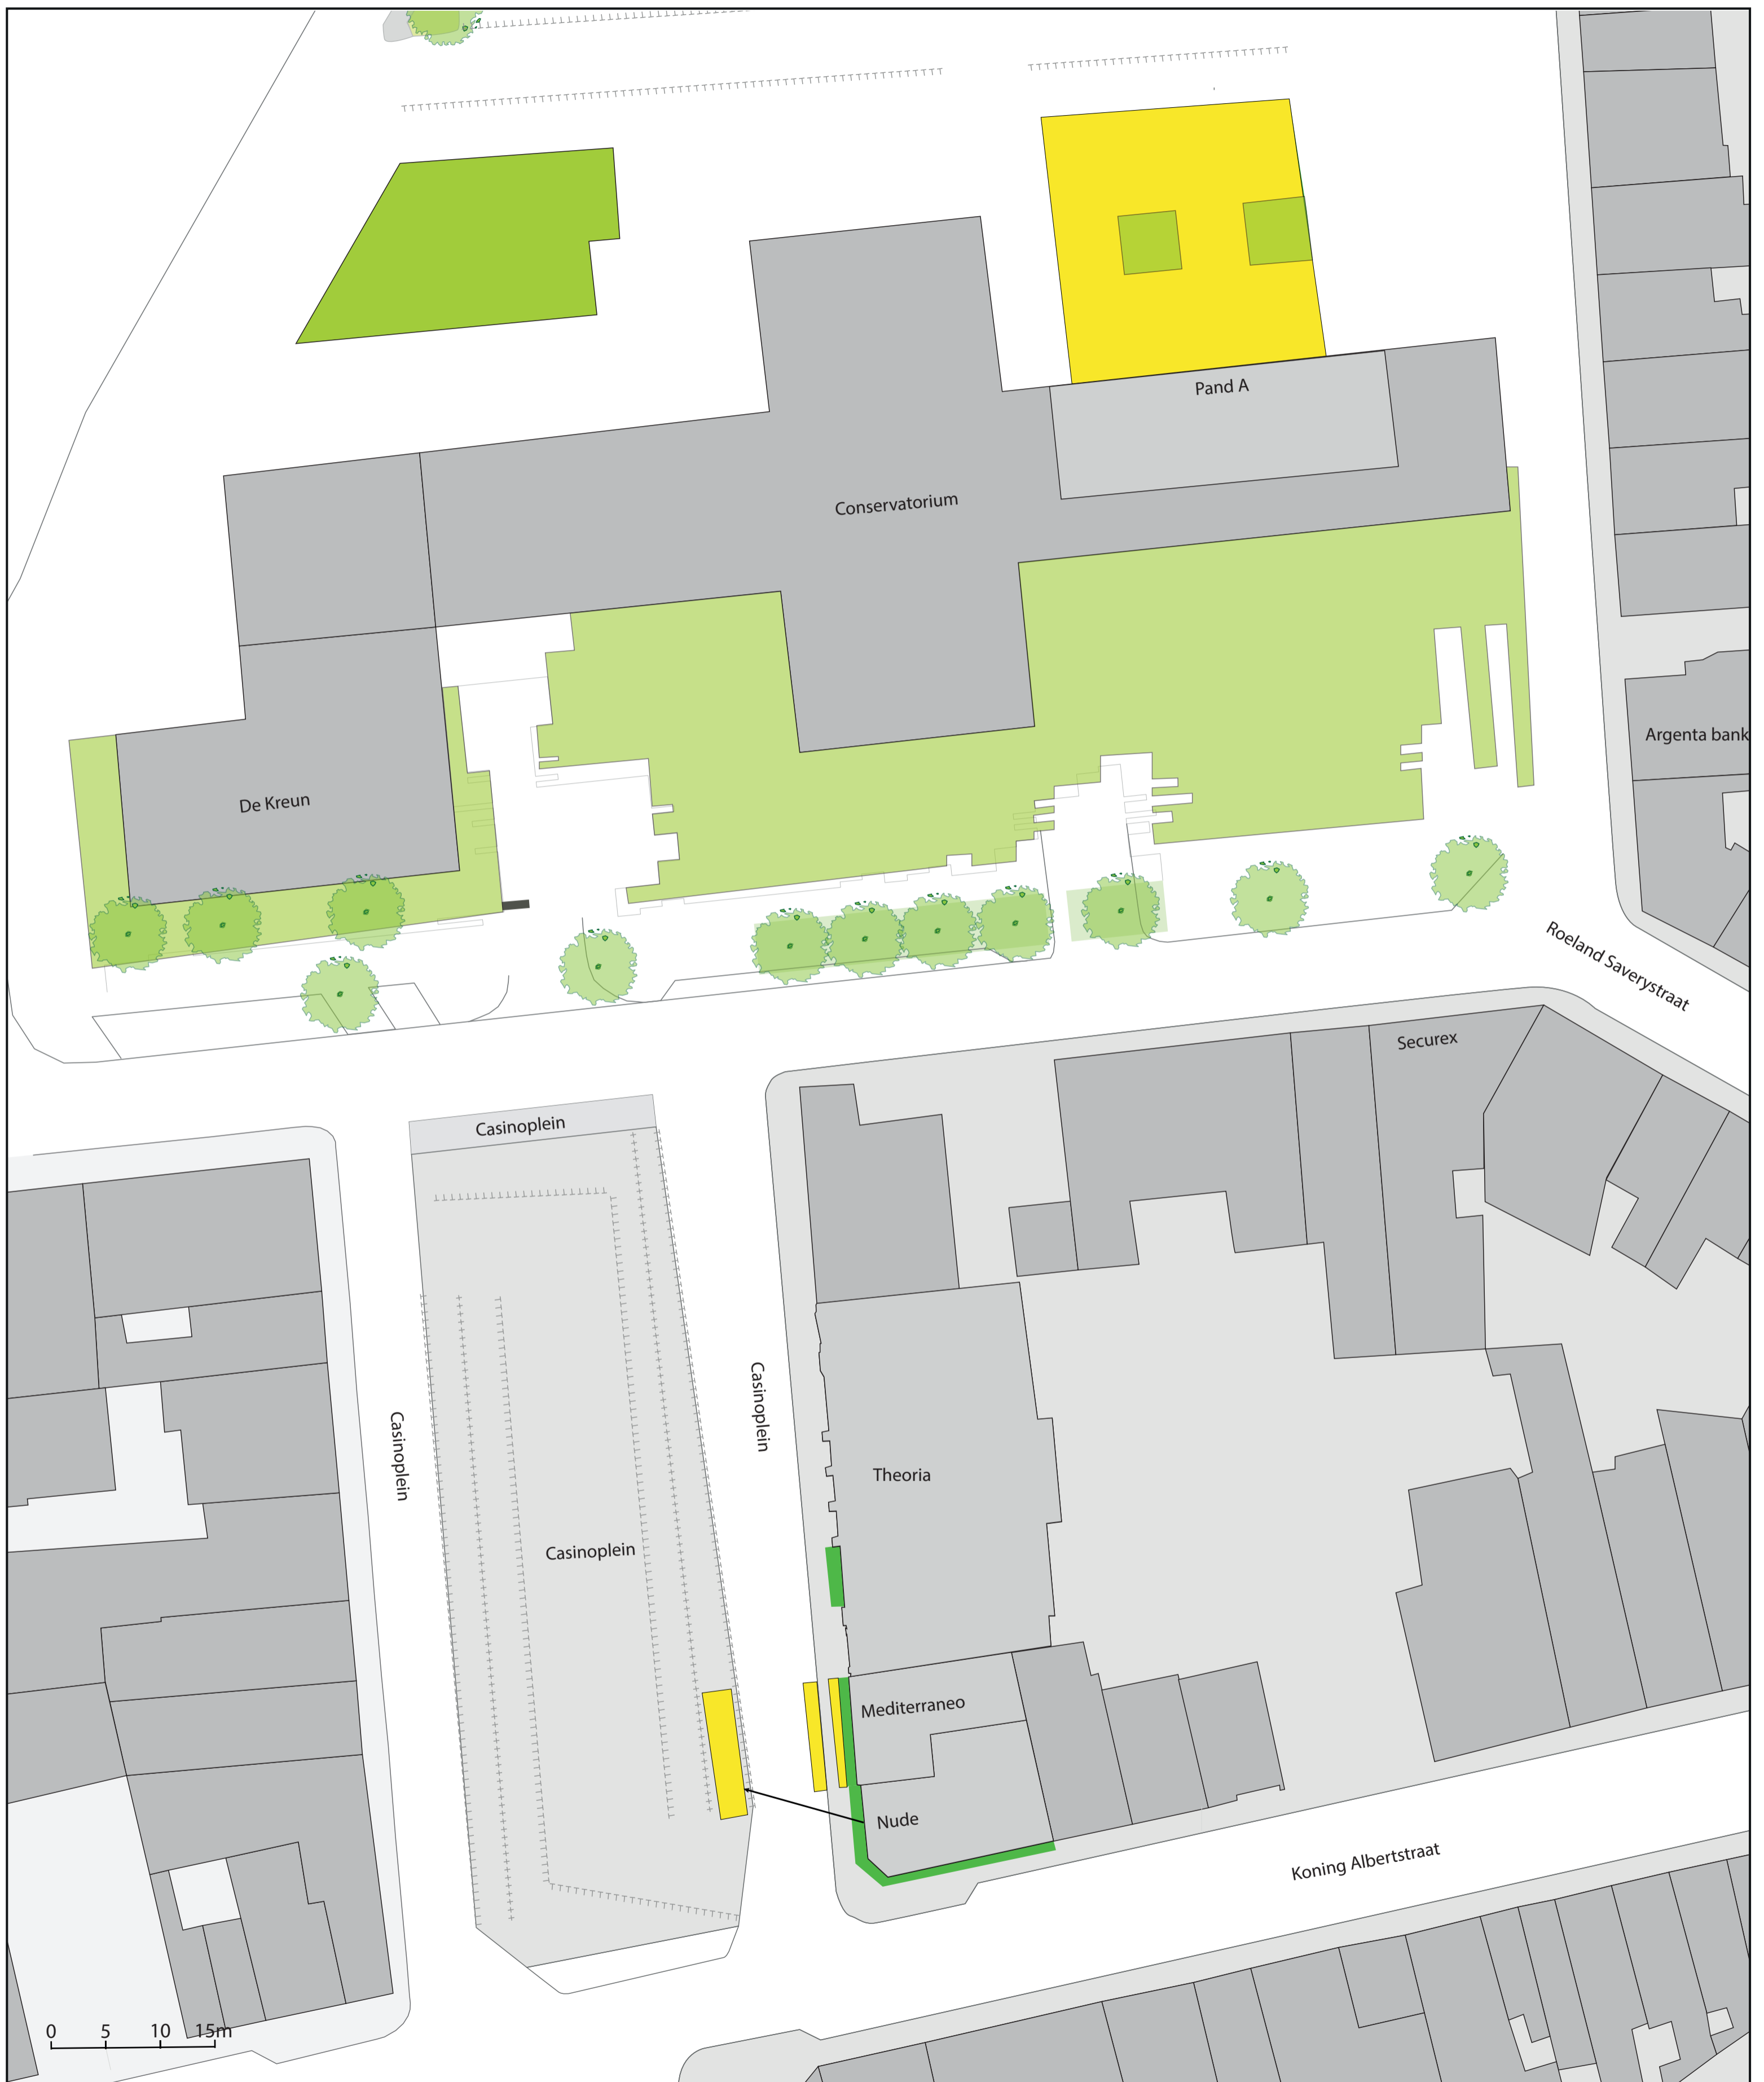 Pand A
Conservatorium
Argenta bank
De Kreun
Roeland Saverystraat
Securex
Casinoplein
Casinoplein
Casinoplein
Theoria
Casinoplein
Mediterraneo
Nude
Koning Albertstraat
0 5 10 15m